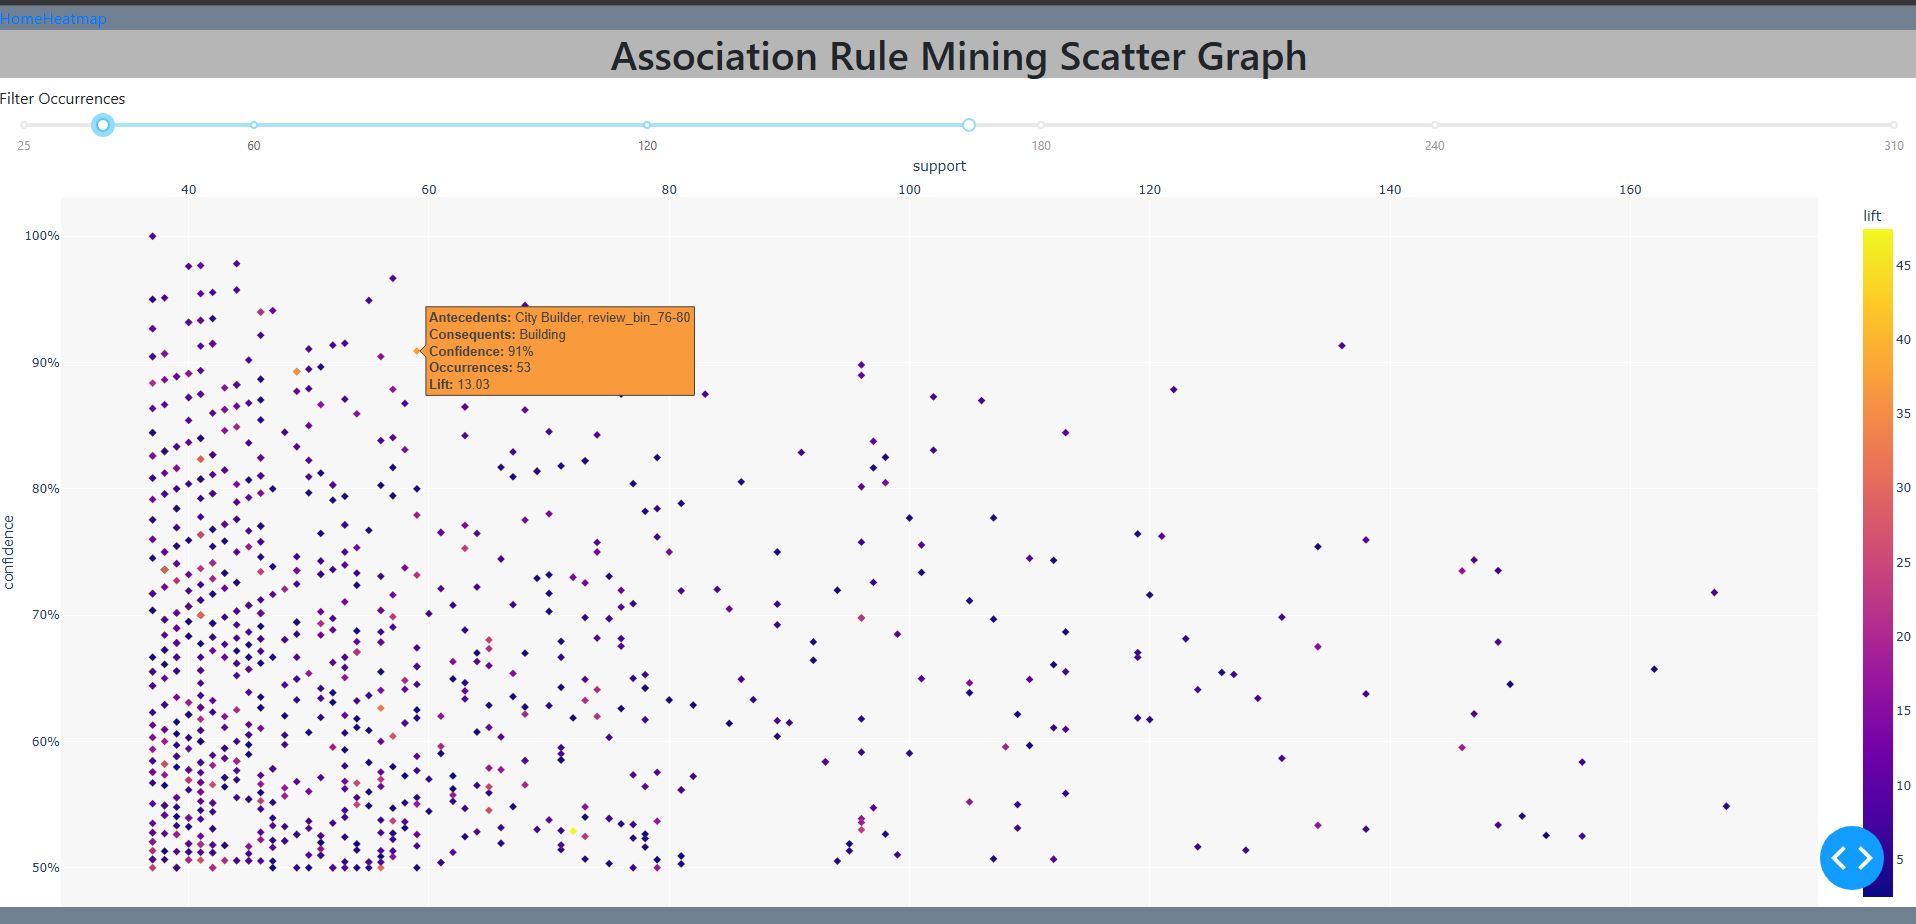 HomeHeatmap
Association Rule Mining Scatter Graph
Filter Occurrences
25 60 120 180 240 310
support
40 60 80 100 120 140 160
lift
100%
90%
80%
70%
60%
50%
confidence
Antecedents: City Builder, review_bin_76-80
Consequents: Building
Confidence: 91%
Occurrences: 53
Lift: 13.03
45
40
35
30
25
20
15
10
5